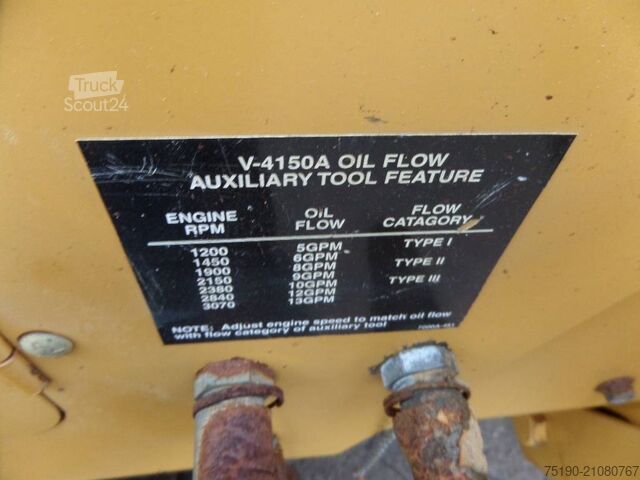 Truck
Scout24
V-4150A OIL FLOW
AUXILIARY TOOL FEATURE
ENGINE RPM OIL FLOW FLOW CATAGORY
1200 5GPM TYPE I
1450 6GPM
1900 8GPM TYPE II
2150 9GPM
2380 10GPM TYPE III
2840 12GPM
3070 13GPM
NOTE: Adjust engine speed to match oil flow
with flow category of auxiliary tool
75190-21080767